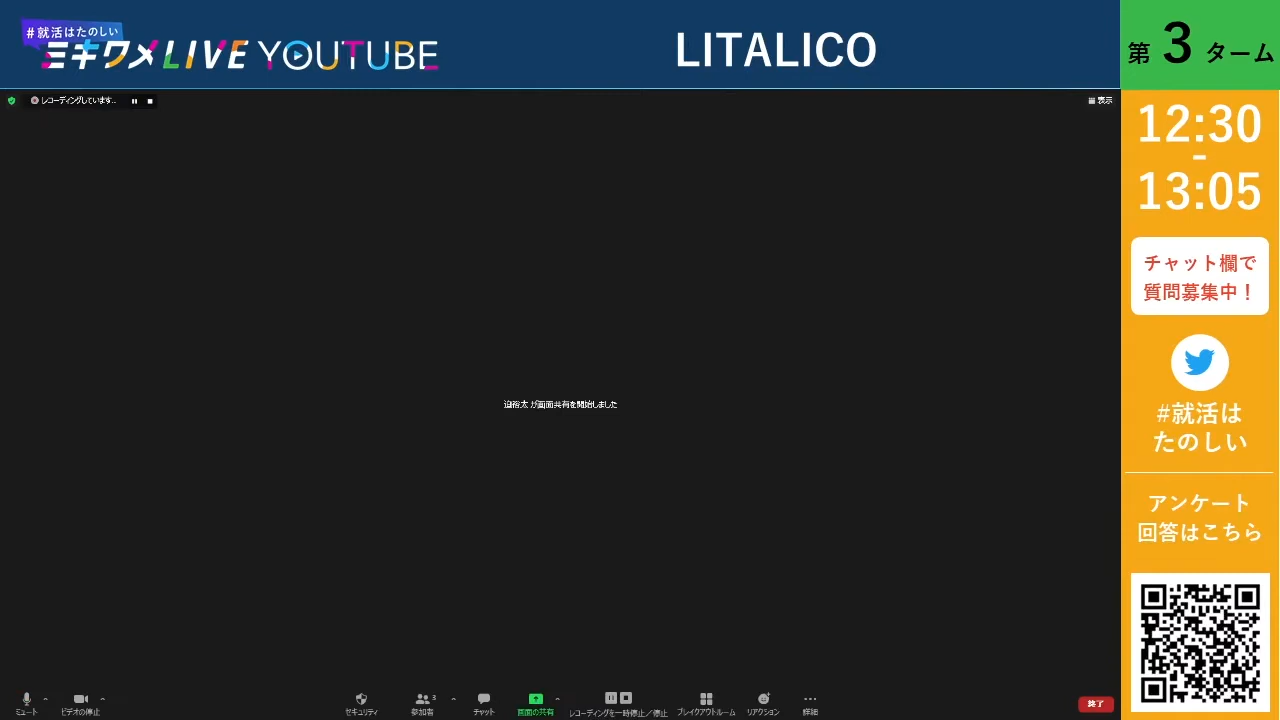 #就活はたのしい
ミキワメLIVE YOUTUBE
LITALICO
第 3 ターム
レコーディングしています...
表示
12:30
-
13:05
チャット欄で
質問募集中！
#就活は
たのしい
アンケート
回答はこちら
迫裕太 が画面共有を開始しました
ミュート
ビデオの停止
セキュリティ
参加者
3
チャット
画面の共有
レコーディングを一時停止／停止
ブレイクアウトルーム
リアクション
詳細
終了